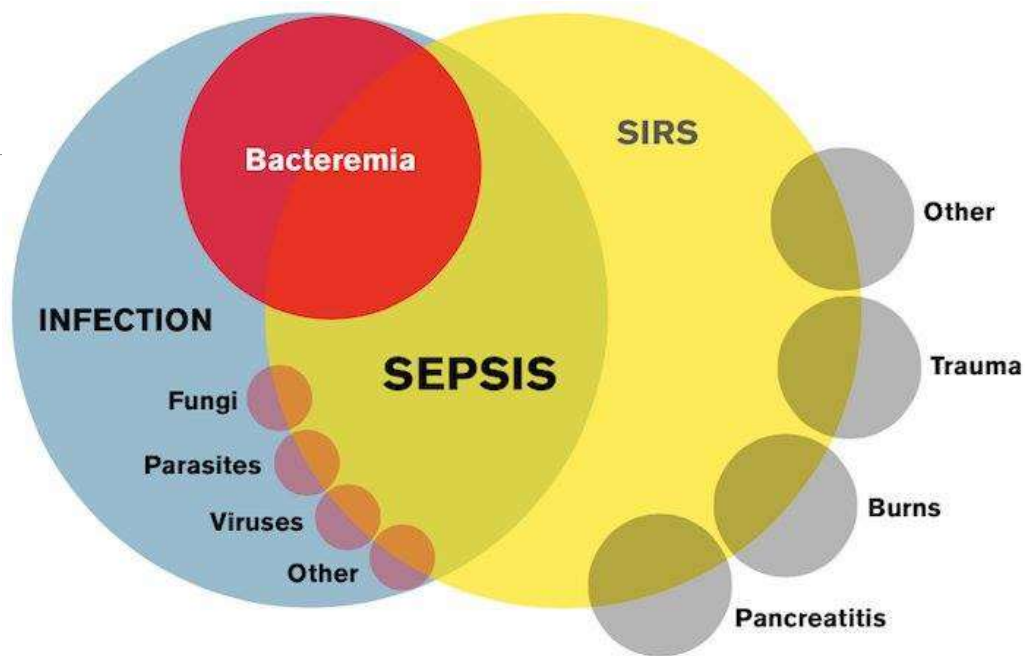 SIRS
Bacteremia
Other
INFECTION
SEPSIS
Trauma
Fungi
Parasites
Viruses
Burns
Other
Pancreatitis